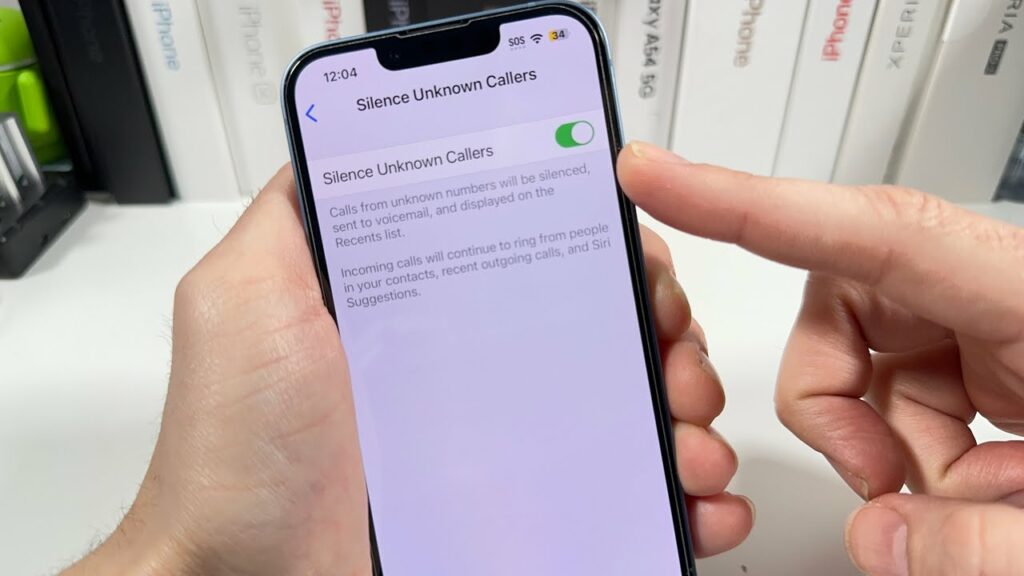 iPhone
iPhone
iPhone
iPhone
Galaxy A54 5G
iPhone
iPhone
XPERIA
12:04
SOS
34
Silence Unknown Callers
Silence Unknown Callers
Calls from unknown numbers will be silenced,
sent to voicemail, and displayed on the
Recents list.
Incoming calls will continue to ring from people
in your contacts, recent outgoing calls, and Siri
Suggestions.